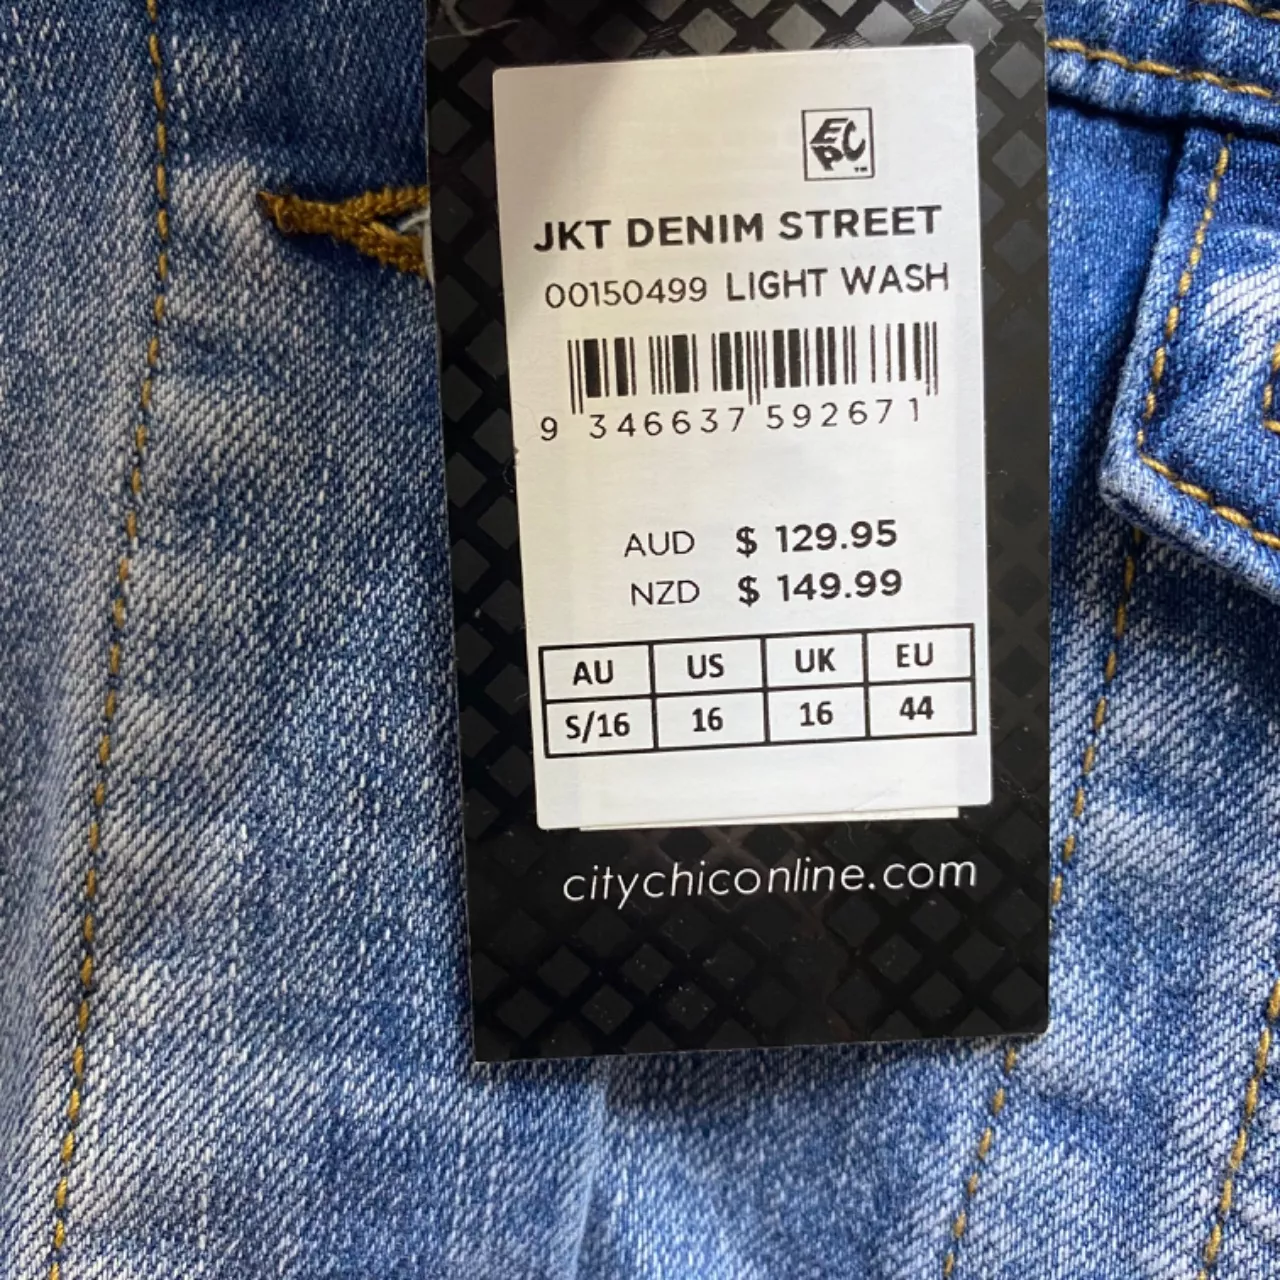 EPC™
JKT DENIM STREET
00150499 LIGHT WASH
9 346637 592671
AUD $ 129.95
NZD $ 149.99
AU US UK EU
S/16 16 16 44
citychiconline.com